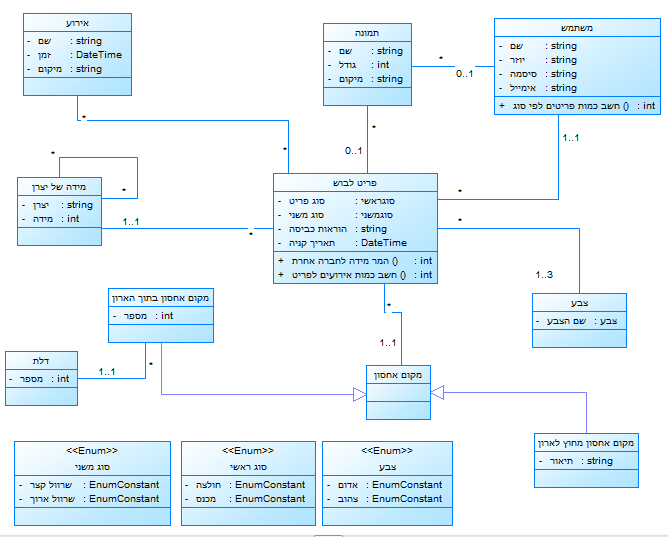 אירוע
- שם : string
- זמן : DateTime
- מיקום : string
תמונה
- שם : string
- גודל : int
- מיקום : string
משתמש
- שם : string
- יוזר : string
- סיסמה : string
- אימייל : string
+ חשב כמות פריטים לפי סוג () : int
*
0..1
*
*
*
0..1
1..1
*
מידה של יצרן
- יצרן : string
- מידה : int
*
*
1..1
*
פריט לבוש
- סוג פריט : סוגראשי
- סוג משני : סוגמשני
- הוראות כביסה : string
- תאריך קניה : DateTime
+ המר מידה לחברה אחרת () : int
+ חשב כמות אירועים לפריט () : int
*
1..3
צבע
- שם הצבע : צבע
מקום אחסון בתוך הארון
- מספר : int
*
1..1
דלת
- מספר : int
*
1..1
מקום אחסון
מקום אחסון מחוץ לארון
- תיאור : string
<<Enum>>
סוג משני
- שרוול קצר : EnumConstant
- שרוול ארוך : EnumConstant
<<Enum>>
סוג ראשי
- חולצה : EnumConstant
- מכנס : EnumConstant
<<Enum>>
צבע
- אדום : EnumConstant
- צהוב : EnumConstant